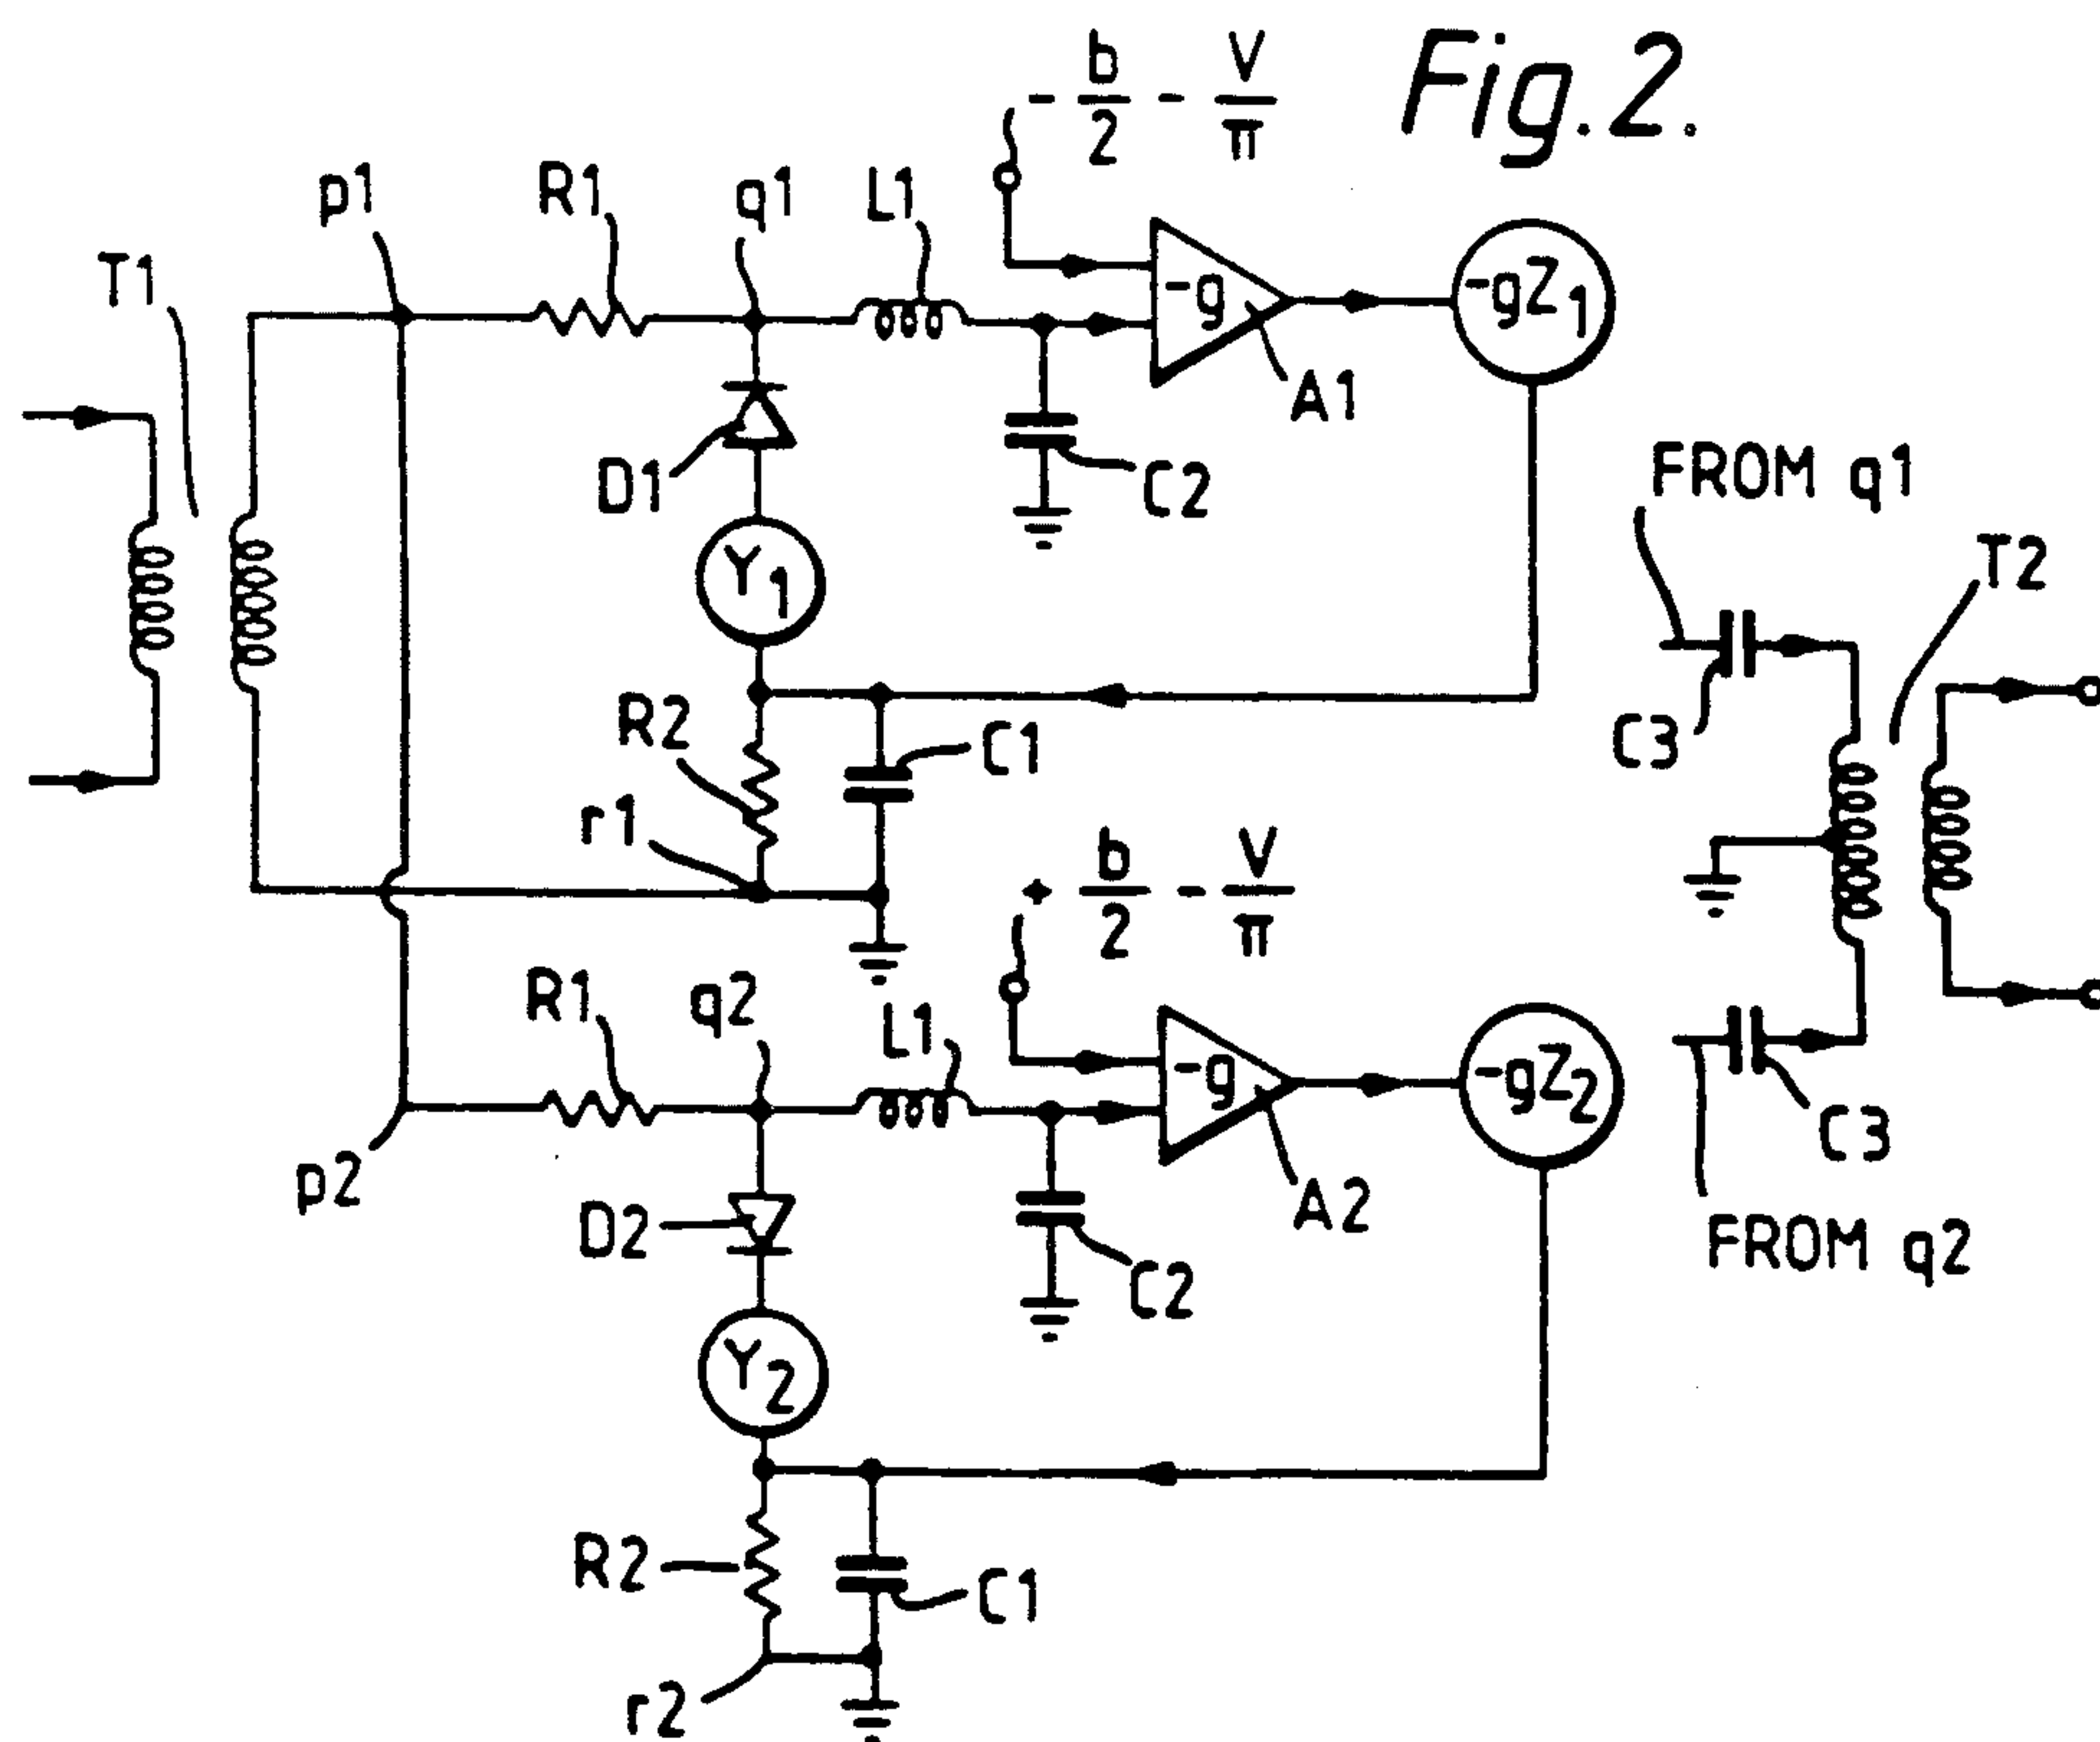 Fig.2.
- b/2 - V/π
p1
R1
q1
L1
T1
-g
-gZ1
A1
D1
C2
FROM q1
Y1
T2
R2
C1
C3
r1
+ b/2 - V/π
R1
q2
L1
-g
-gZ2
p2
D2
A2
C3
C2
FROM q2
Y2
R2
C1
r2